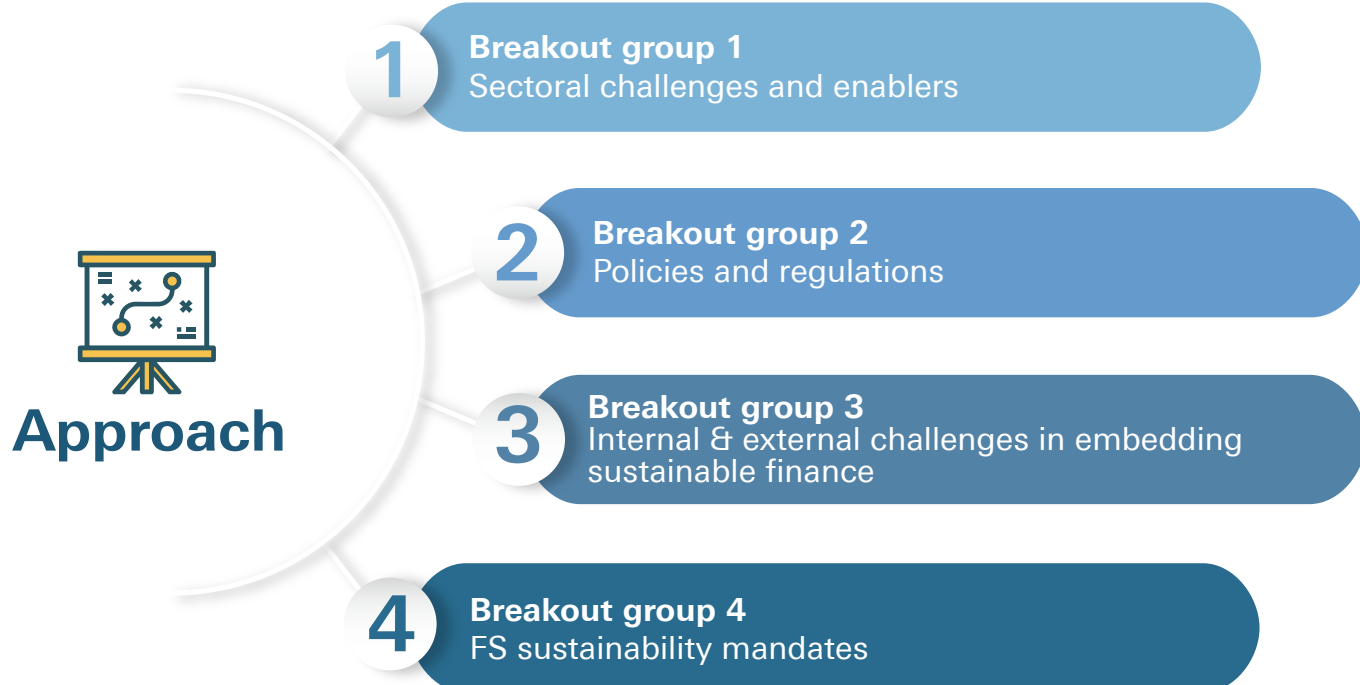 Approach
1
Breakout group 1
Sectoral challenges and enablers
2
Breakout group 2
Policies and regulations
3
Breakout group 3
Internal & external challenges in embedding
sustainable finance
4
Breakout group 4
FS sustainability mandates